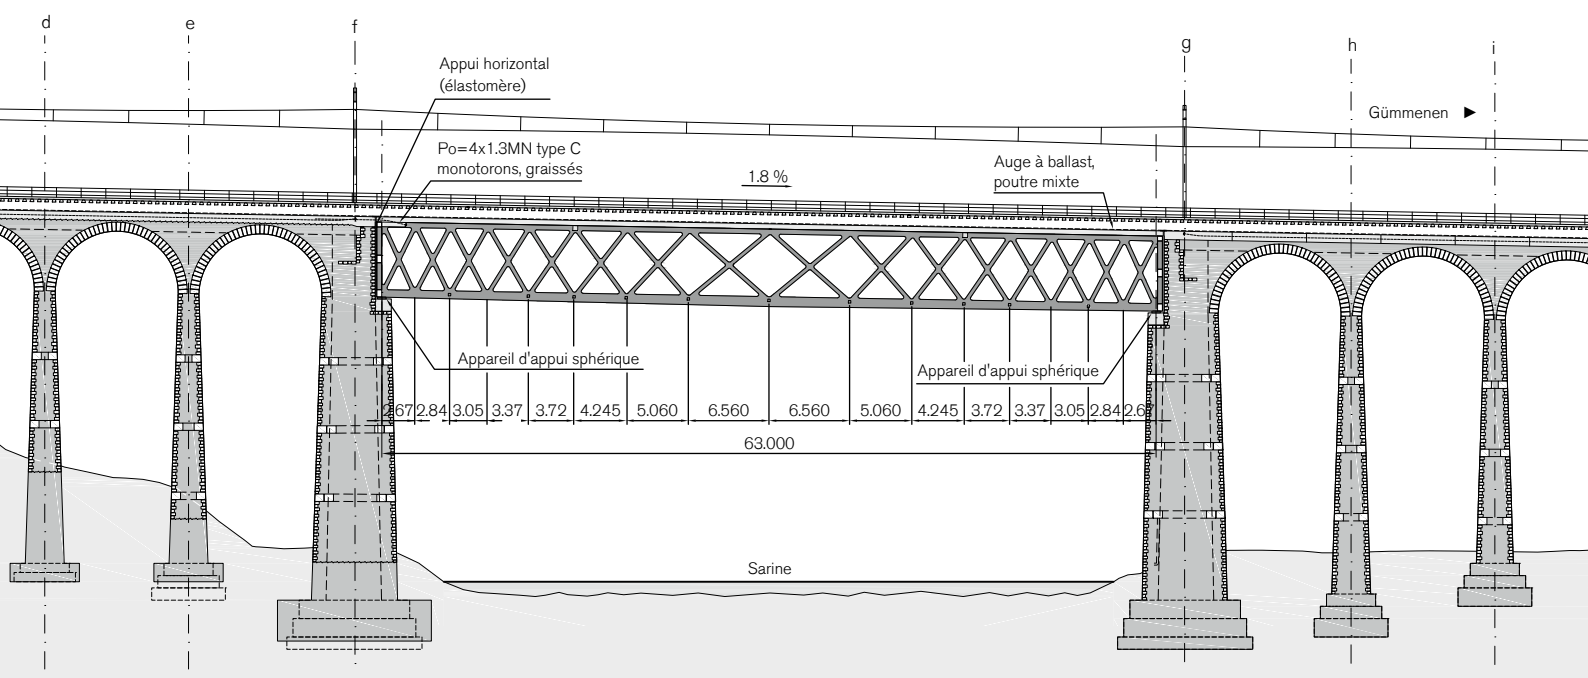 d
e
f
g
h
i
Appui horizontal
(élastomère)
Gümmenen ►
Po=4x1.3MN type C
monotorons, graissés
1.8 %
Auge à ballast,
poutre mixte
Appareil d'appui sphérique
Appareil d'appui sphérique
2.67 2.84 3.05 3.37 3.72 4.245 5.060 6.560 6.560 5.060 4.245 3.72 3.37 3.05 2.84 2.67
63.000
Sarine